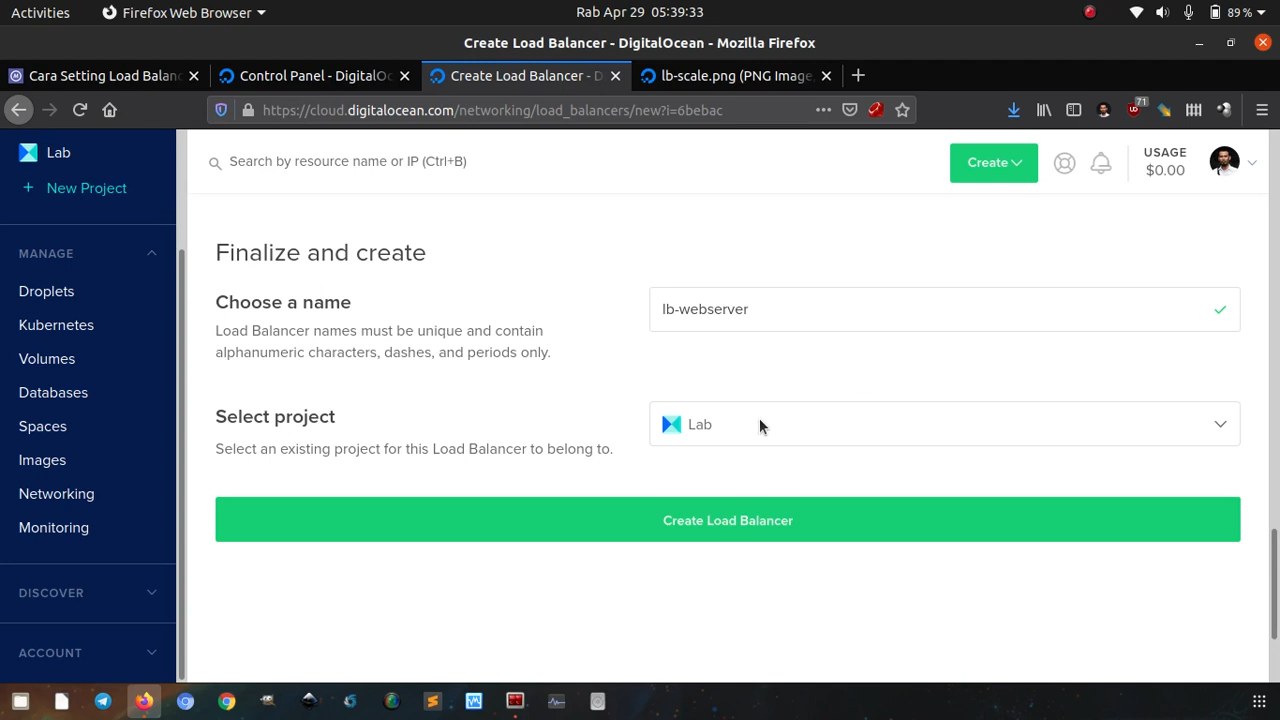 Activities
Firefox Web Browser
Rab Apr 29 05:39:33
89 %
Create Load Balancer - DigitalOcean - Mozilla Firefox
Cara Setting Load Balanc
Control Panel - DigitalOc
Create Load Balancer - D
lb-scale.png (PNG Image,
https://cloud.digitalocean.com/networking/load_balancers/new?i=6bebac
71
Lab
Search by resource name or IP (Ctrl+B)
Create
USAGE
$0.00
+ New Project
MANAGE
Droplets
Kubernetes
Volumes
Databases
Spaces
Images
Networking
Monitoring
DISCOVER
ACCOUNT
Finalize and create
Choose a name
Load Balancer names must be unique and contain
alphanumeric characters, dashes, and periods only.
lb-webserver
Select project
Select an existing project for this Load Balancer to belong to.
Lab
Create Load Balancer